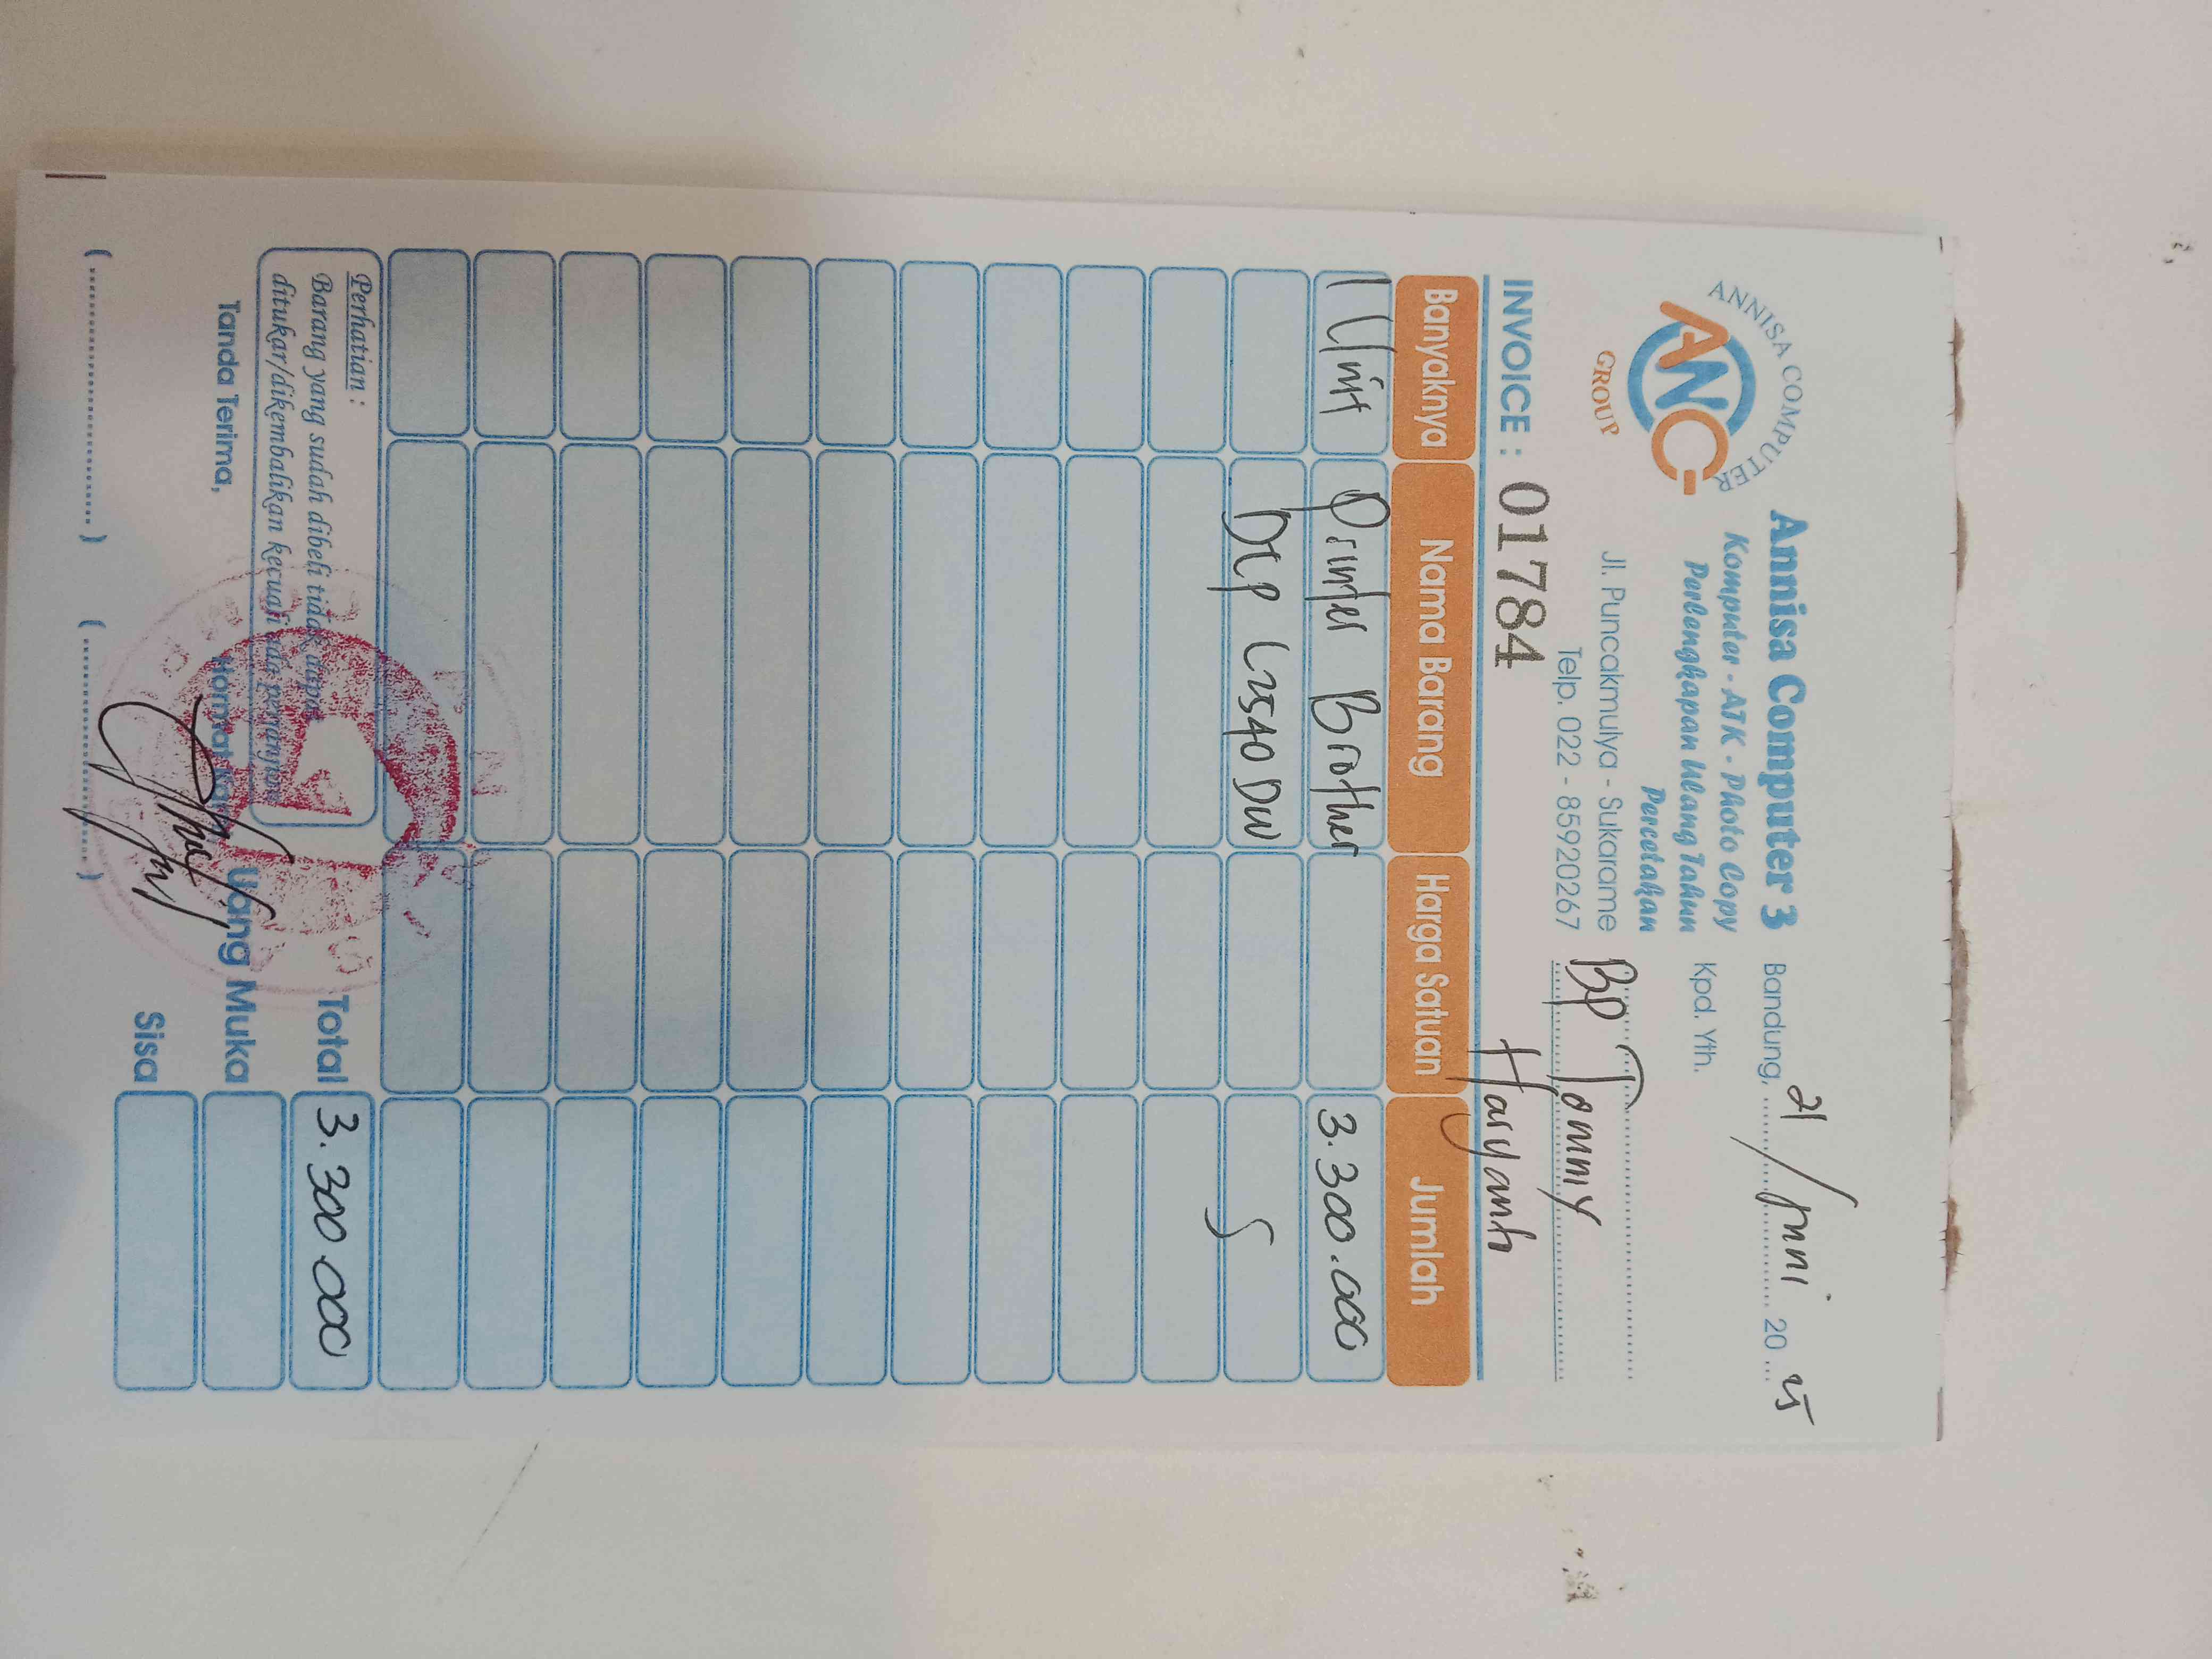 ANNISA COMPUTER
ANC
GROUP
Annisa Computer 3
Komputer - ATK - Photo Copy
Perlengkapan Ulang Tahun
Percetakan
Jl. Puncakmulya - Sukarame
Telp. 022 - 85920267
Bandung, 21 / Juni 20 25
Kpd. Yth.
Bp Tommy
Haryanto
INVOICE : 01784
Banyaknya Nama Barang Harga Satuan Jumlah
1 Unit Printer Brother 3.300.000
DCP L2540 DW
Total 3.300.000
Uang Muka
Sisa
Perhatian :
Barang yang sudah dibeli tidak dapat
ditukar/dikembalikan kecuali ada perjanjian
Tanda Terima, Hormat Kami